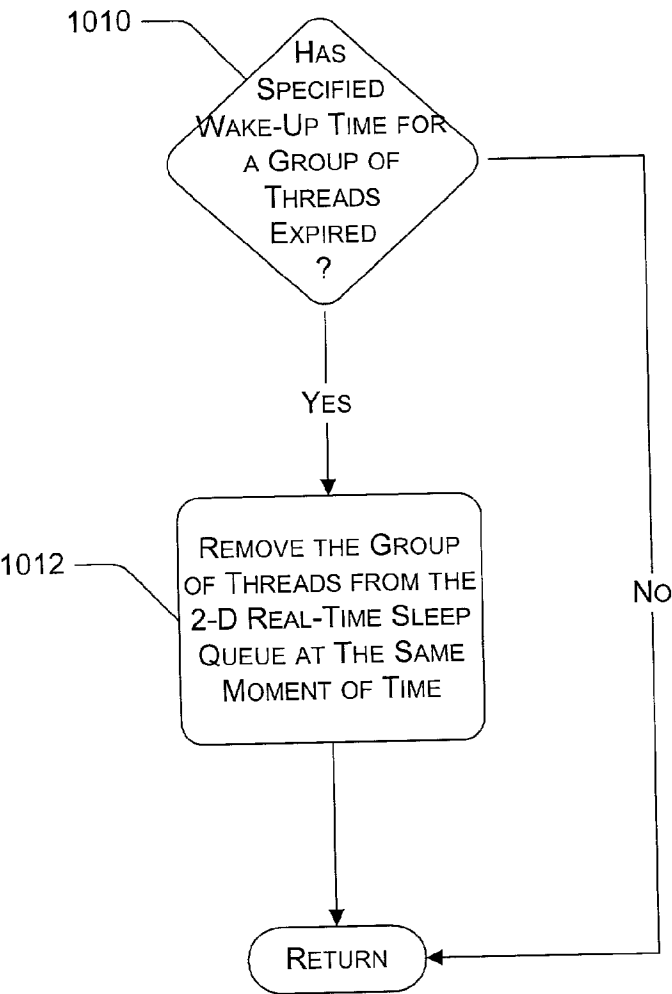 1010
HAS
SPECIFIED
WAKE-UP TIME FOR
A GROUP OF
THREADS
EXPIRED
?
YES
1012
REMOVE THE GROUP
OF THREADS FROM THE
2-D REAL-TIME SLEEP
QUEUE AT THE SAME
MOMENT OF TIME
NO
RETURN